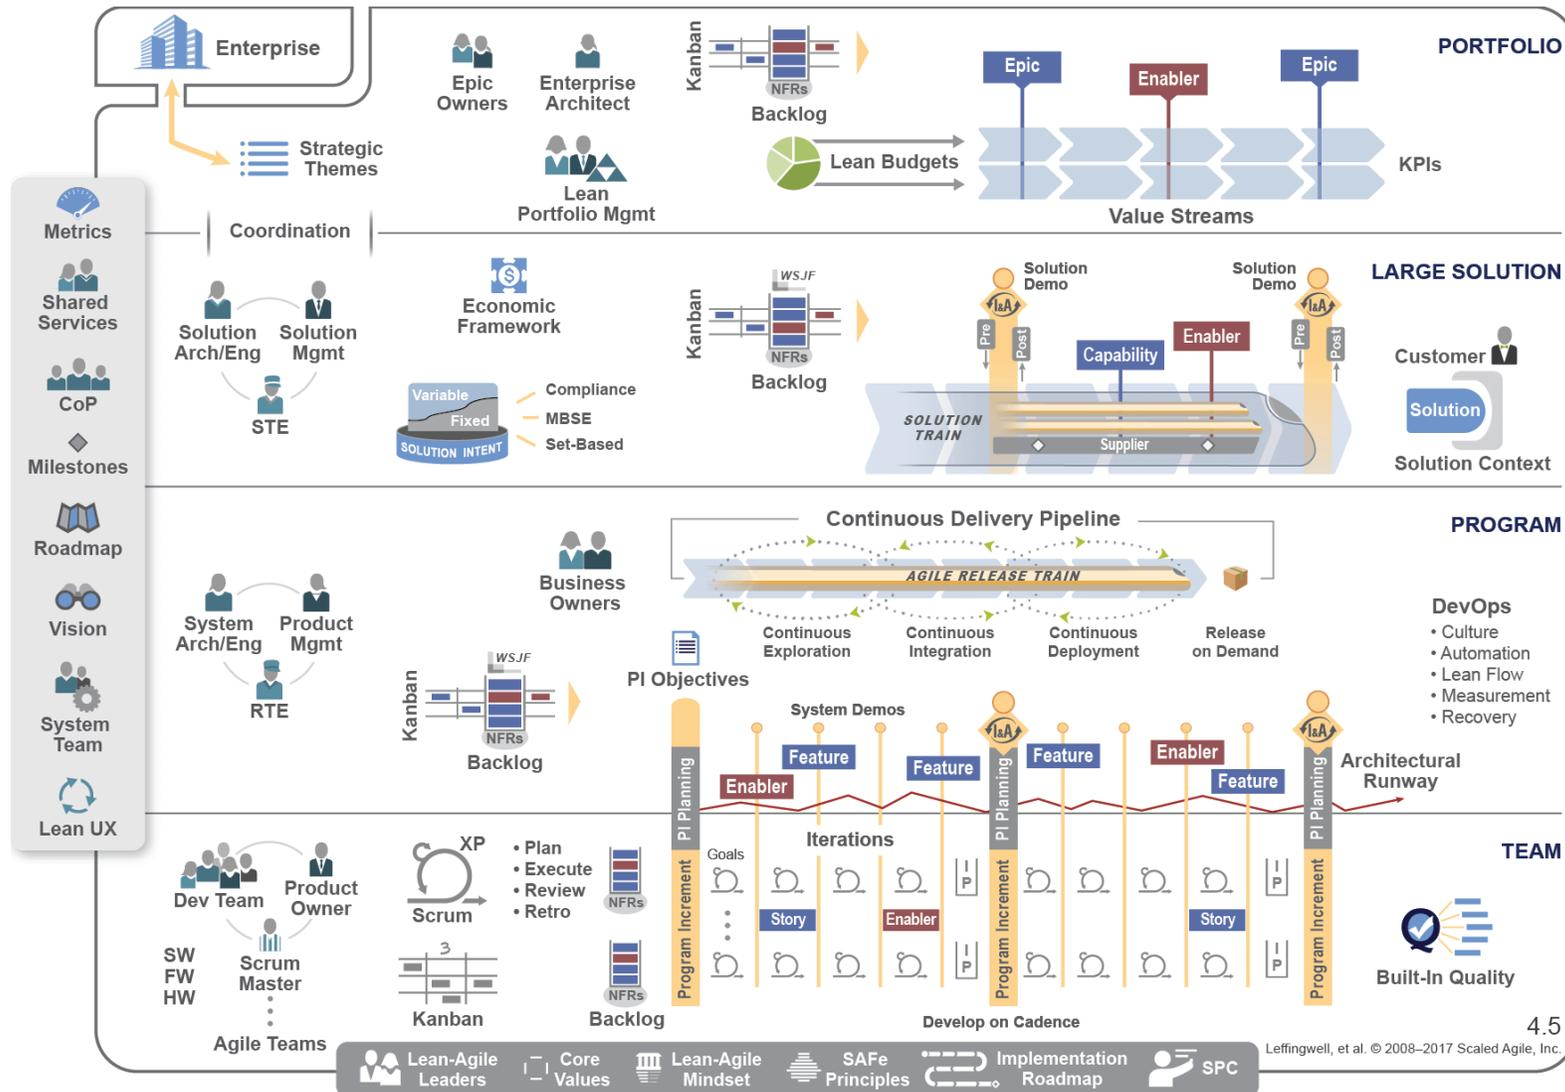 Enterprise
Strategic
Themes
Epic
Owners
Enterprise
Architect
Lean
Portfolio Mgmt
Kanban
NFRs
Backlog
Lean Budgets
Epic
Enabler
Epic
Value Streams
KPIs
PORTFOLIO
Metrics
Shared
Services
CoP
Milestones
Roadmap
Vision
System
Team
Lean UX
Coordination
Solution
Arch/Eng
Solution
Mgmt
STE
Economic
Framework
Variable
Fixed
SOLUTION INTENT
Compliance
MBSE
Set-Based
Kanban
WSJF
NFRs
Backlog
Solution
Demo
I&A
Pre
Post
Capability
Enabler
Solution
Demo
I&A
Pre
Post
SOLUTION
TRAIN
Supplier
LARGE SOLUTION
Customer
Solution
Solution Context
System
Arch/Eng
Product
Mgmt
RTE
Business
Owners
Kanban
WSJF
NFRs
Backlog
Continuous Delivery Pipeline
AGILE RELEASE TRAIN
Continuous
Exploration
Continuous
Integration
Continuous
Deployment
Release
on Demand
PROGRAM
DevOps
• Culture
• Automation
• Lean Flow
• Measurement
• Recovery
PI Objectives
System Demos
Enabler
Feature
Feature
I&A
Feature
Enabler
Feature
I&A
PI Planning
PI Planning
PI Planning
Architectural
Runway
Dev Team
Product
Owner
Scrum
Master
SW
FW
HW
Agile Teams
XP
Scrum
• Plan
• Execute
• Review
• Retro
3
Kanban
NFRs
NFRs
Backlog
Program Increment
Goals
Iterations
Story
Enabler
I
P
I
P
Program Increment
Story
I
P
I
P
Program Increment
Develop on Cadence
TEAM
Q
Built-In Quality
4.5
Leffingwell, et al. © 2008–2017 Scaled Agile, Inc.
Lean-Agile
Leaders
Core
Values
Lean-Agile
Mindset
SAFe
Principles
Implementation
Roadmap
SPC